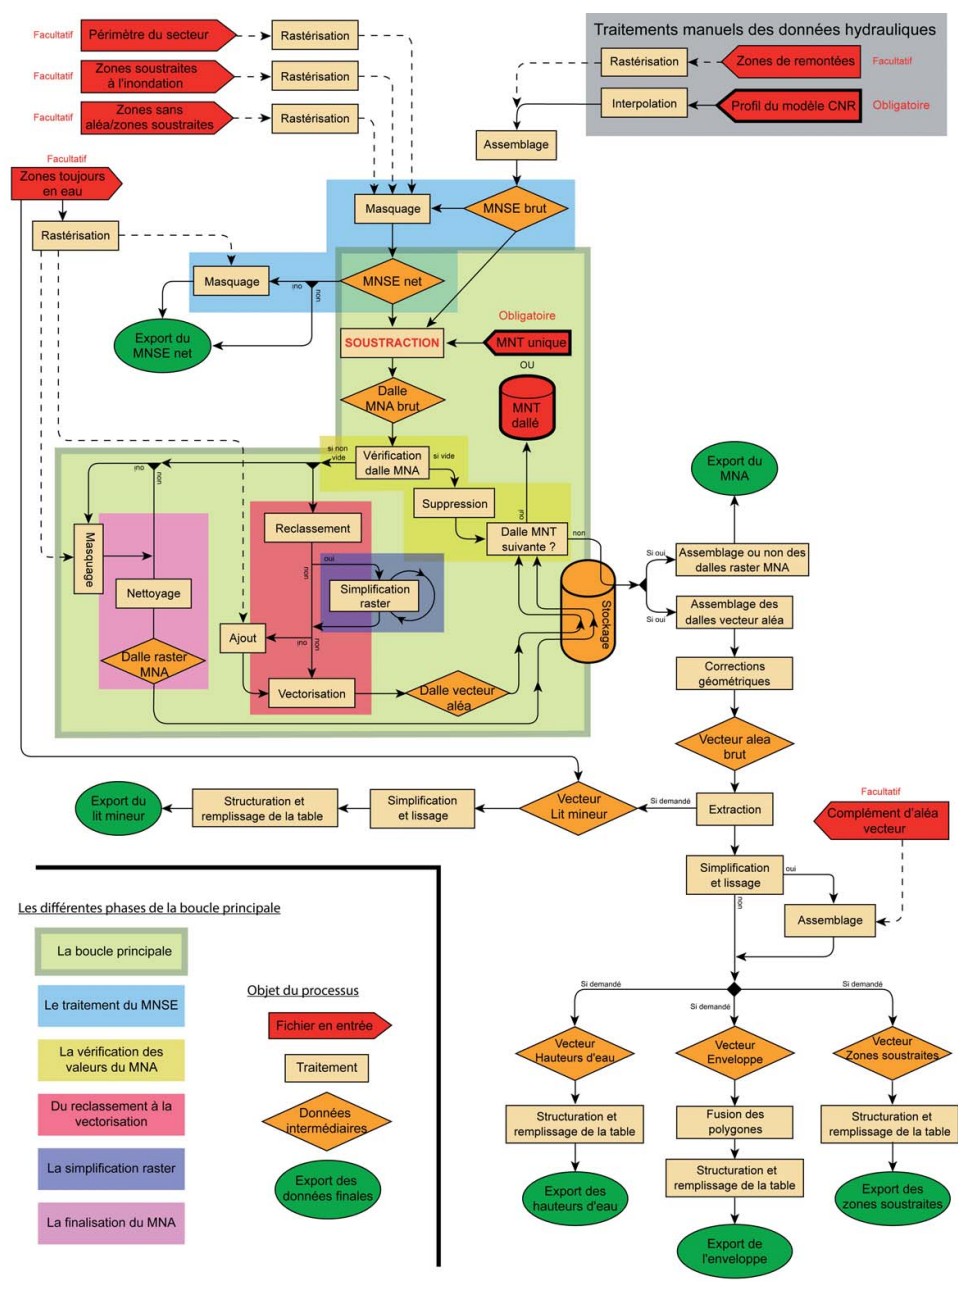 Traitements manuels des données hydrauliques
Facultatif
Périmètre du secteur
Rastérisation
Rastérisation
Zones de remontées
Facultatif
Facultatif
Zones soustraites
à l'inondation
Rastérisation
Interpolation
Profil du modèle CNR
Obligatoire
Facultatif
Zones sans
aléa/zones soustraites
Rastérisation
Assemblage
Facultatif
Zones toujours
en eau
Rastérisation
Masquage
MNSE brut
Masquage
oui
non
MNSE net
Export du
MNSE net
SOUSTRACTION
Obligatoire
MNT unique
OU
MNT
dallé
Dalle
MNA brut
si non
vide
Vérification
dalle MNA
si vide
oui
non
Suppression
oui
Dalle MNT
suivante ?
non
Export du
MNA
Masquage
Reclassement
oui
non
Simplification
raster
Nettoyage
Ajout
oui
non
Dalle raster
MNA
Vectorisation
Dalle vecteur
aléa
Stockage
Si oui
Assemblage ou non des
dalles raster MNA
Si oui
Assemblage des
dalles vecteur aléa
Corrections
géométriques
Vecteur alea
brut
Export du
lit mineur
Structuration et
remplissage de la table
Simplification
et lissage
Vecteur
Lit mineur
Si demandé
Extraction
Facultatif
Complément d'aléa
vecteur
Simplification
et lissage
oui
non
Assemblage
Si demandé
Si demandé
Si demandé
Vecteur
Hauteurs d'eau
Vecteur
Enveloppe
Vecteur
Zones soustraites
Structuration et
remplissage de la table
Fusion des
polygones
Structuration et
remplissage de la table
Structuration et
remplissage de la table
Export des
hauteurs d'eau
Export des
zones soustraites
Export de
l'enveloppe
Les différentes phases de la boucle principale
La boucle principale
Le traitement du MNSE
La vérification des
valeurs du MNA
Du reclassement à la
vectorisation
La simplification raster
La finalisation du MNA
Objet du processus
Fichier en entrée
Traitement
Données
intermédiaires
Export des
données finales